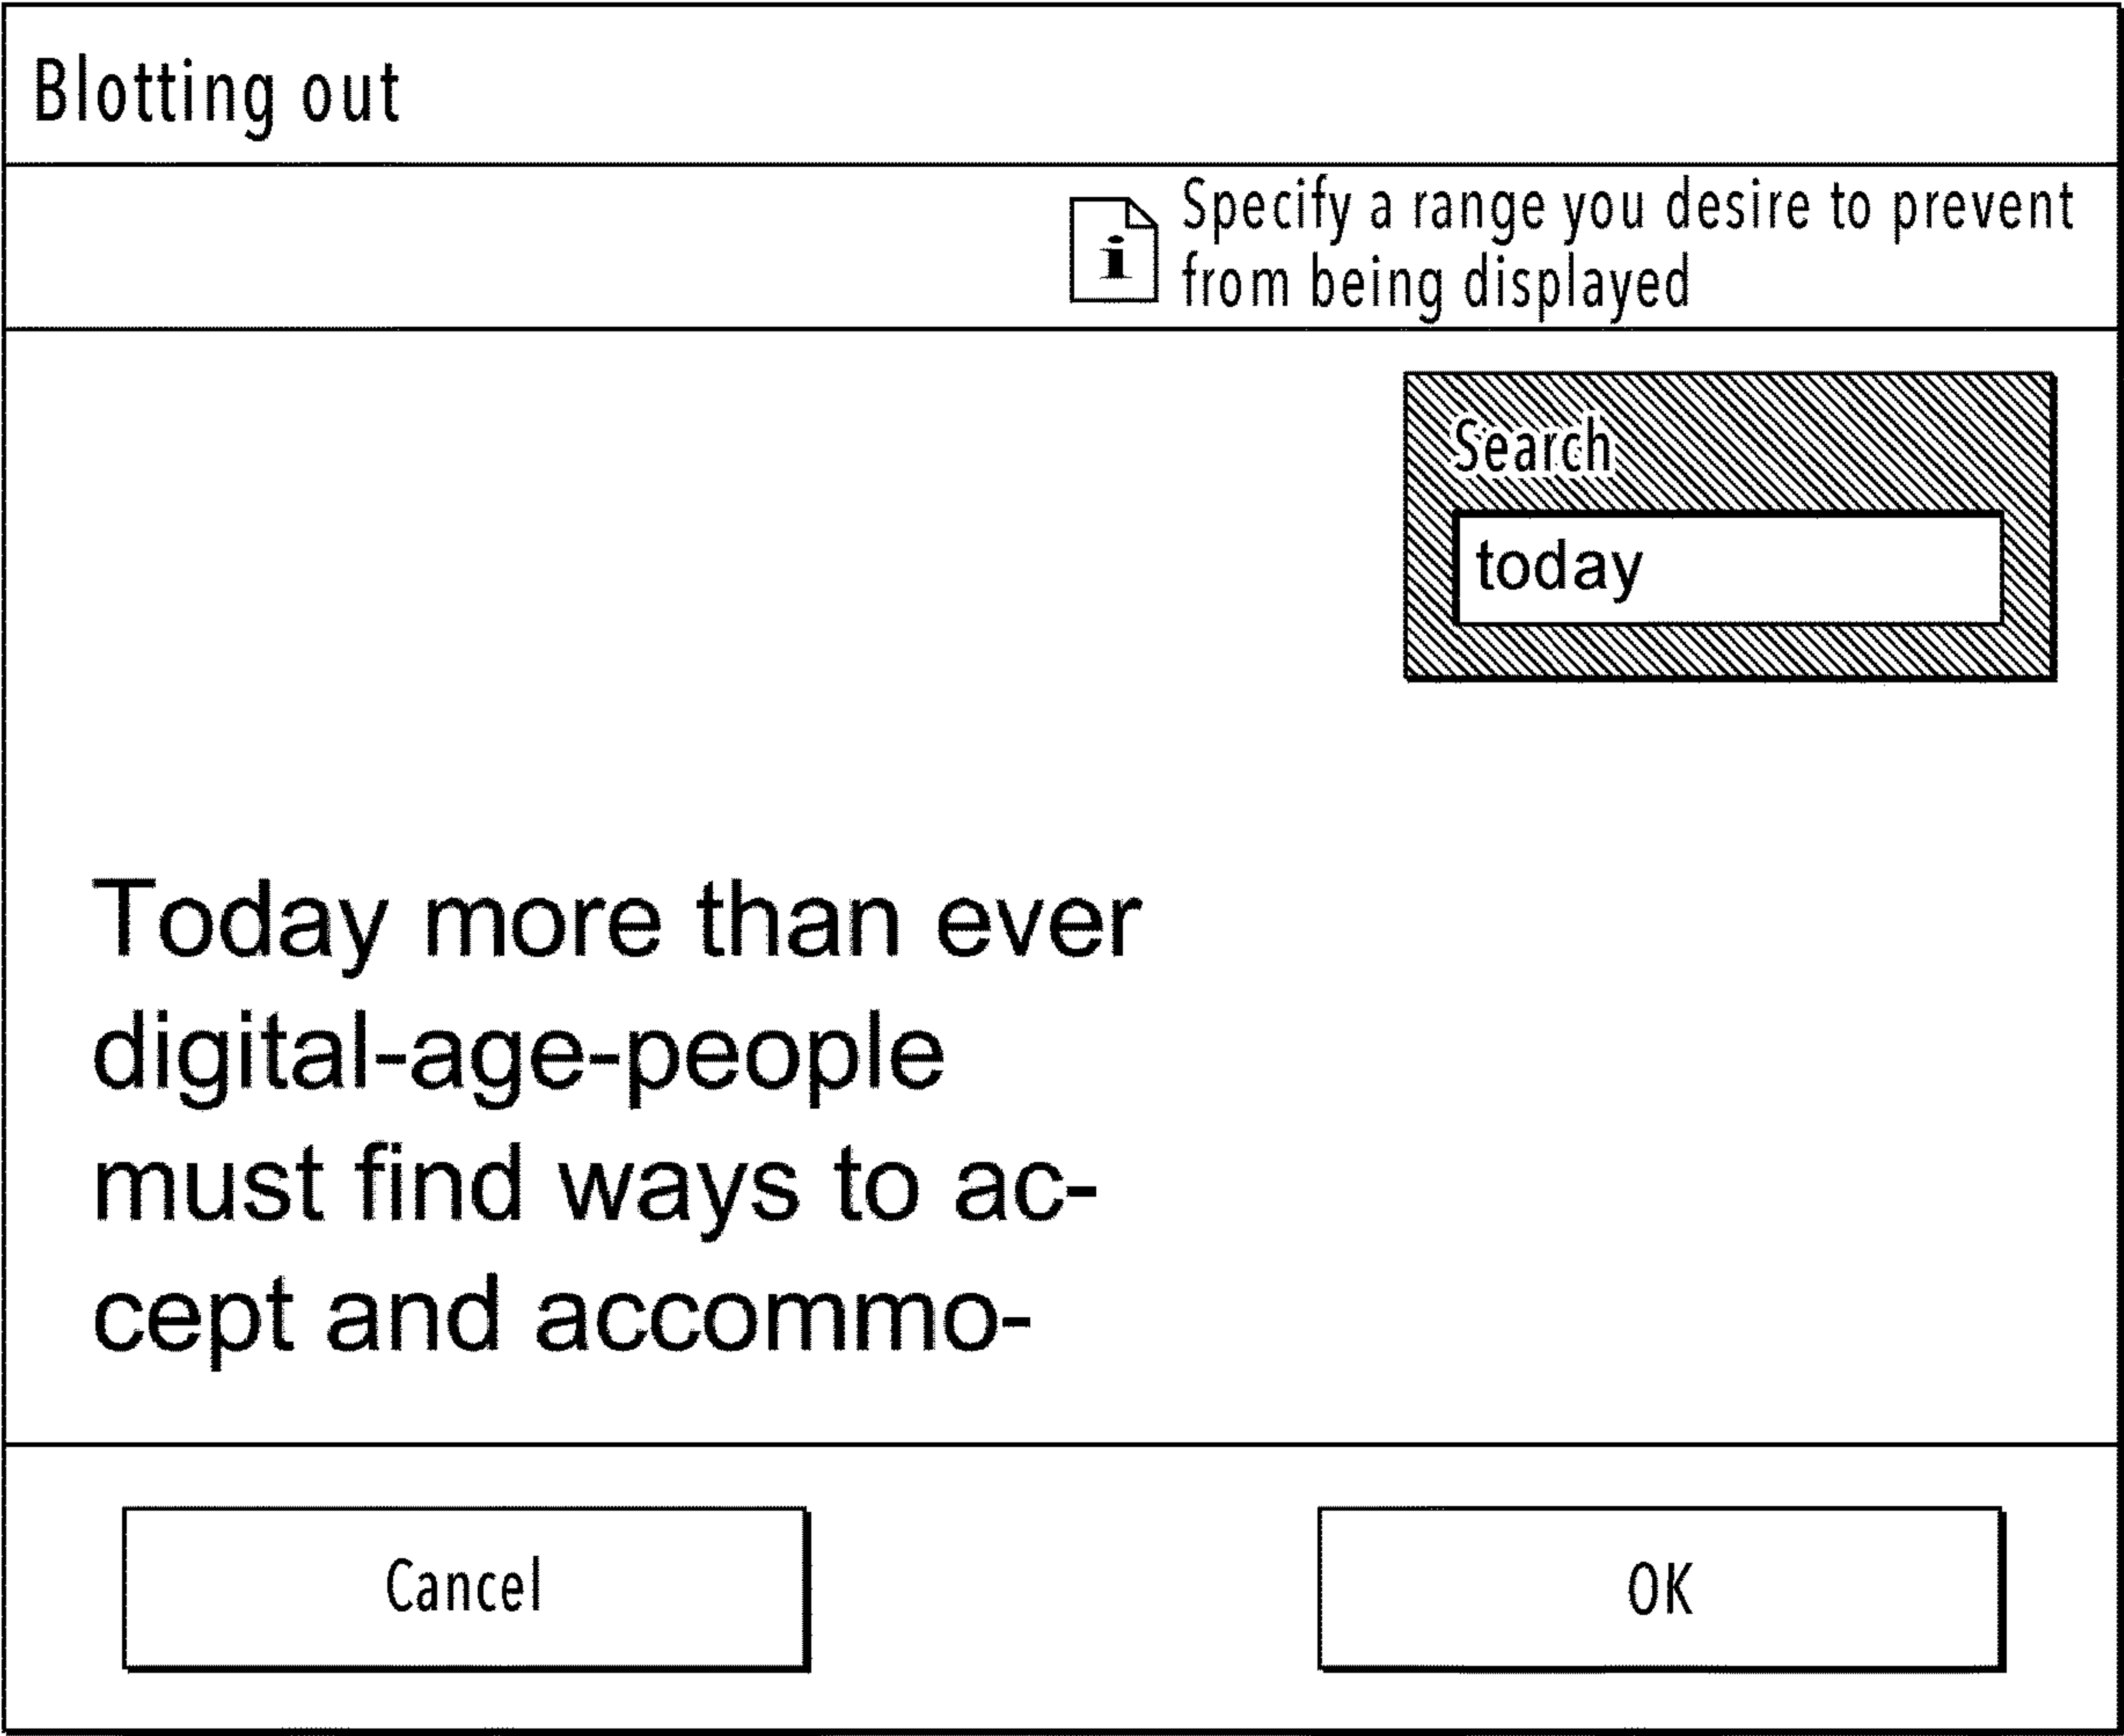 Blotting out
Specify a range you desire to prevent
from being displayed
Search
today
Today more than ever
digital-age-people
must find ways to ac-
cept and accommo-
Cancel
OK